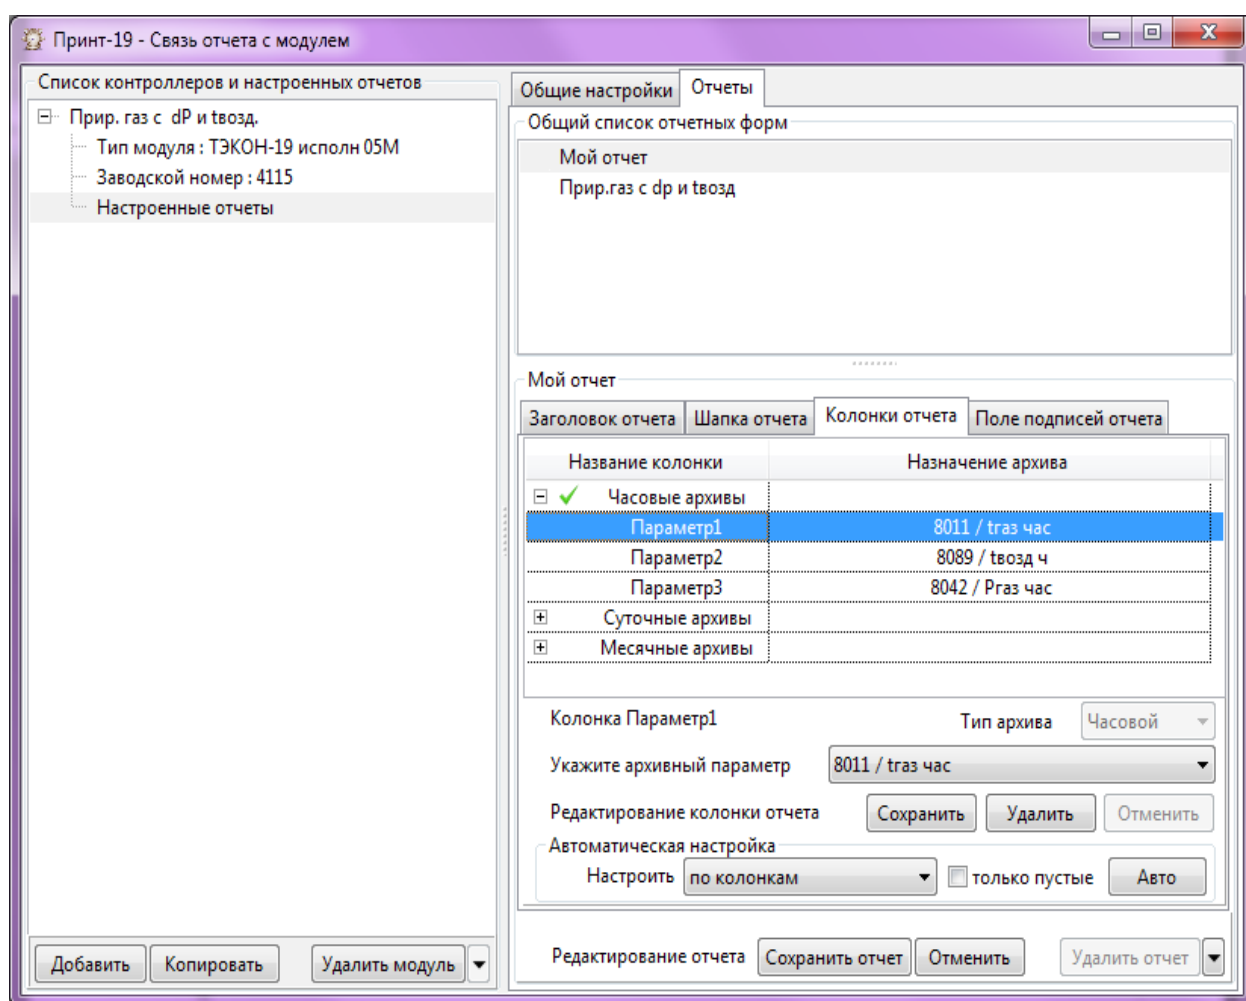 Принт-19 - Связь отчета с модулем
Список контроллеров и настроенных отчетов
Прир. газ с dP и tвозд.
Тип модуля : ТЭКОН-19 исполн 05М
Заводской номер : 4115
Настроенные отчеты
Добавить Копировать Удалить модуль
Общие настройки Отчеты
Общий список отчетных форм
Мой отчет
Прир.газ с dp и tвозд
Мой отчет
Заголовок отчета Шапка отчета Колонки отчета Поле подписей отчета
Название колонки Назначение архива
Часовые архивы
Параметр1 8011 / tгаз час
Параметр2 8089 / tвозд ч
Параметр3 8042 / Pгаз час
Суточные архивы
Месячные архивы
Колонка Параметр1 Тип архива Часовой
Укажите архивный параметр 8011 / tгаз час
Редактирование колонки отчета Сохранить Удалить Отменить
Автоматическая настройка
Настроить по колонкам только пустые Авто
Редактирование отчета Сохранить отчет Отменить Удалить отчет